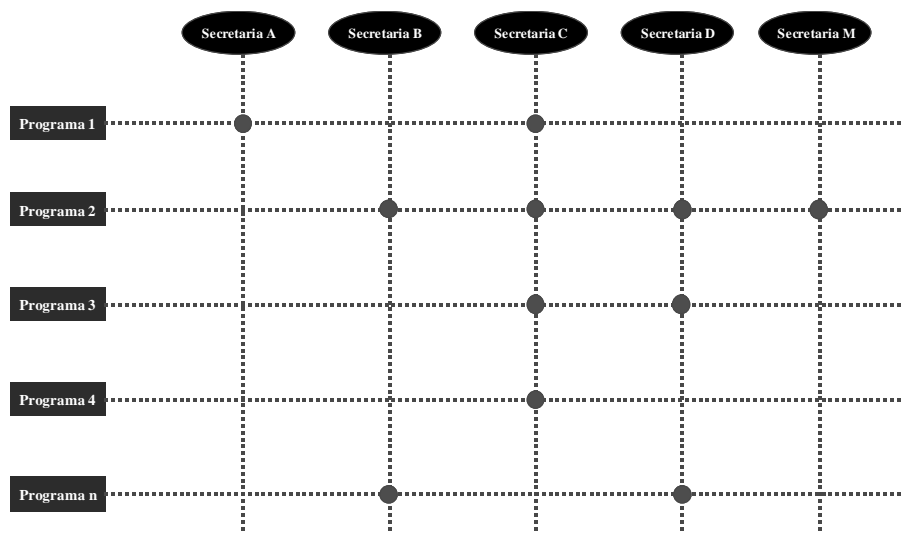 Secretaria A
Secretaria B
Secretaria C
Secretaria D
Secretaria M
Programa 1
Programa 2
Programa 3
Programa 4
Programa n